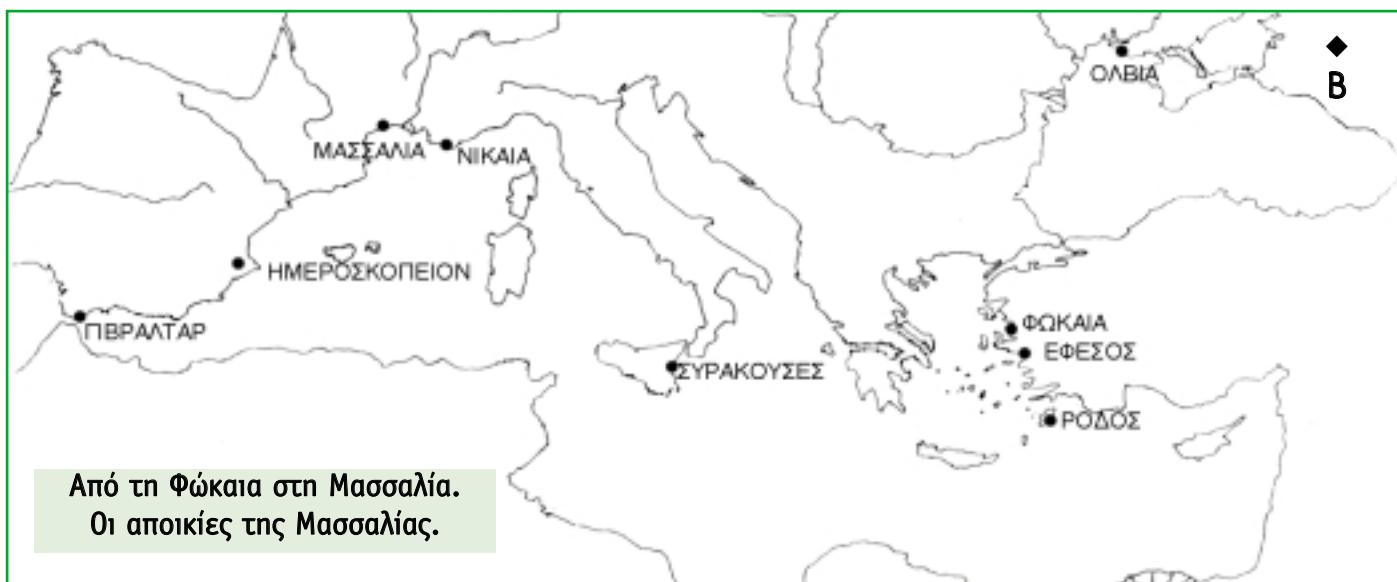 ΟΛΒΙΑ
Β
ΜΑΣΣΑΛΙΑ
ΝΙΚΑΙΑ
ΗΜΕΡΟΣΚΟΠΕΙΟΝ
ΓΙΒΡΑΛΤΑΡ
ΣΥΡΑΚΟΥΣΕΣ
ΦΩΚΑΙΑ
ΕΦΕΣΟΣ
ΡΟΔΟΣ
Από τη Φώκαια στη Μασσαλία.
Οι αποικίες της Μασσαλίας.